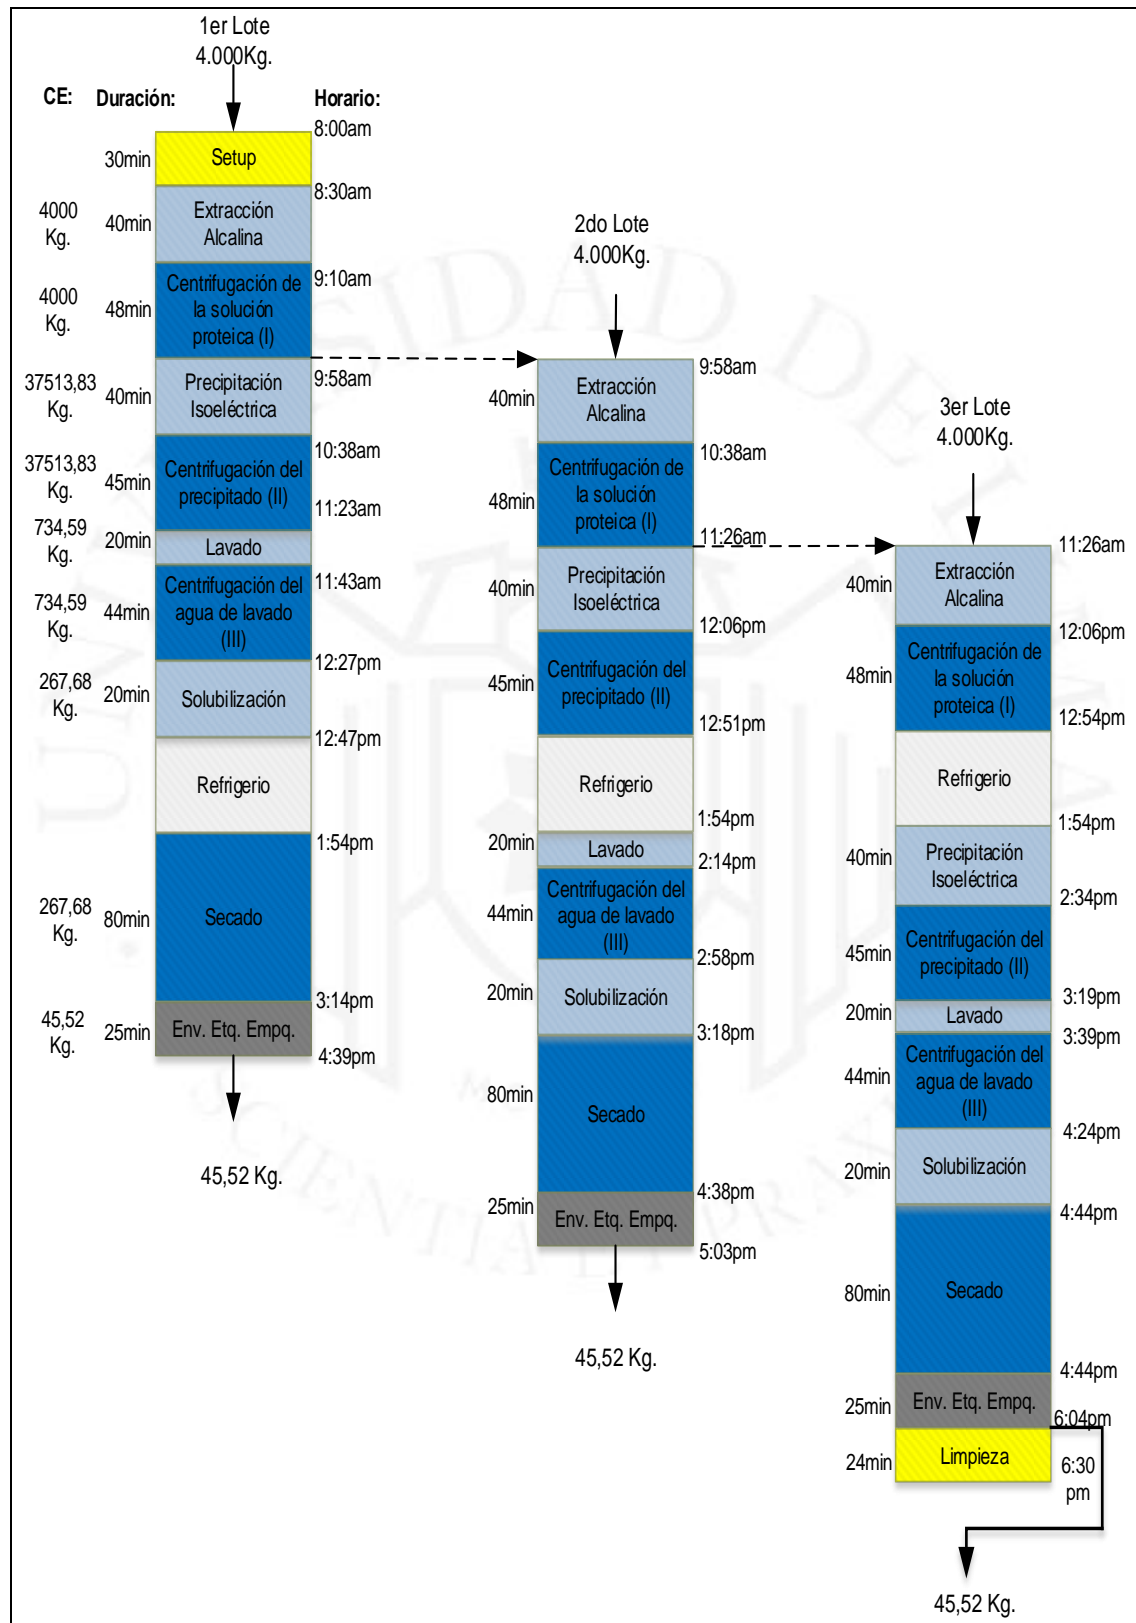 1er Lote
4.000Kg.
CE:
Duración:
Horario:
8:00am
30min
Setup
8:30am
4000
Kg.
40min
Extracción
Alcalina
9:10am
4000
Kg.
48min
Centrifugación de
la solución
proteica (I)
9:58am
37513,83
Kg.
40min
Precipitación
Isoeléctrica
10:38am
37513,83
Kg.
45min
Centrifugación del
precipitado (II)
11:23am
734,59
Kg.
20min
Lavado
11:43am
734,59
Kg.
44min
Centrifugación del
agua de lavado
(III)
12:27pm
267,68
Kg.
20min
Solubilización
12:47pm
Refrigerio
1:54pm
267,68
Kg.
80min
Secado
3:14pm
45,52
Kg.
25min
Env. Etq. Empq.
4:39pm
45,52 Kg.
2do Lote
4.000Kg.
9:58am
40min
Extracción
Alcalina
10:38am
48min
Centrifugación de
la solución
proteica (I)
11:26am
40min
Precipitación
Isoeléctrica
12:06pm
45min
Centrifugación del
precipitado (II)
12:51pm
Refrigerio
1:54pm
20min
Lavado
2:14pm
44min
Centrifugación del
agua de lavado
(III)
2:58pm
20min
Solubilización
3:18pm
80min
Secado
4:38pm
25min
Env. Etq. Empq.
5:03pm
45,52 Kg.
3er Lote
4.000Kg.
11:26am
40min
Extracción
Alcalina
12:06pm
48min
Centrifugación de
la solución
proteica (I)
12:54pm
Refrigerio
1:54pm
40min
Precipitación
Isoeléctrica
2:34pm
45min
Centrifugación del
precipitado (II)
3:19pm
20min
Lavado
3:39pm
44min
Centrifugación del
agua de lavado
(III)
4:24pm
20min
Solubilización
4:44pm
80min
Secado
4:44pm
25min
Env. Etq. Empq.
6:04pm
24min
Limpieza
6:30
pm
45,52 Kg.
UNIVERSIDAD DE LIMA
SCIENTIA ET PRAXIS